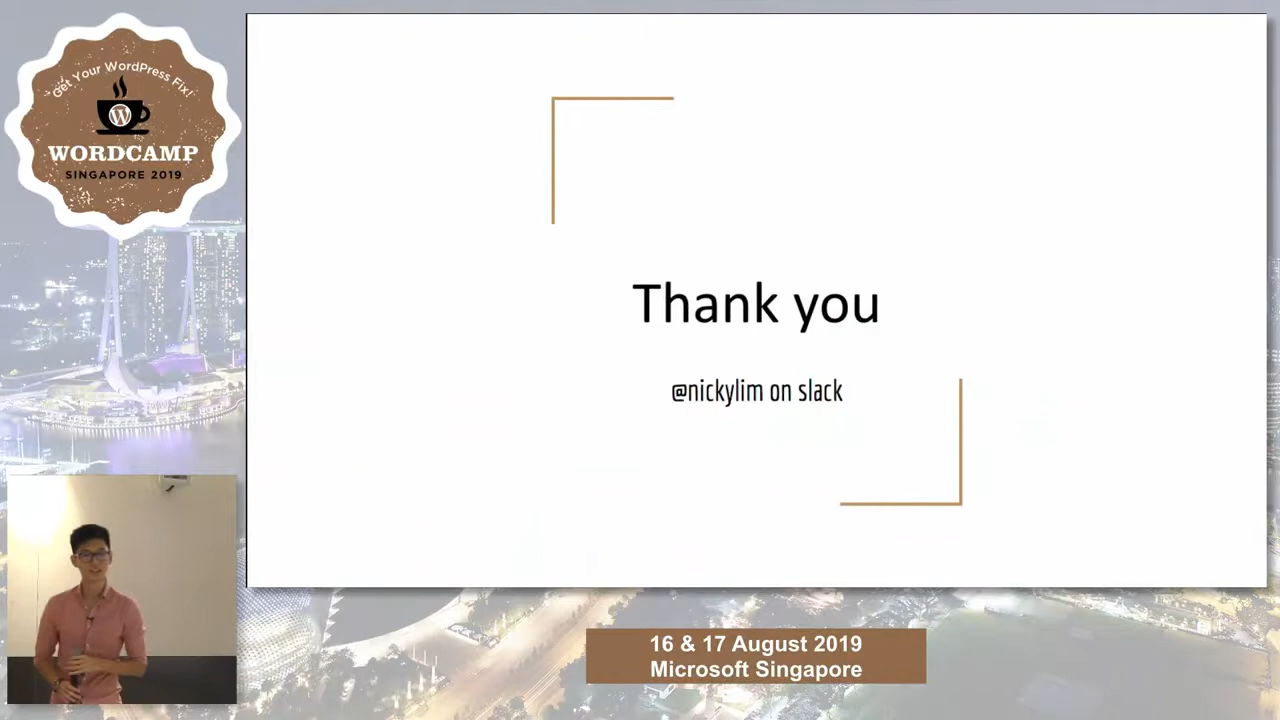 Get Your WordPress Fix!
WORDCAMP
SINGAPORE 2019
Thank you
@nickylim on slack
16 & 17 August 2019
Microsoft Singapore